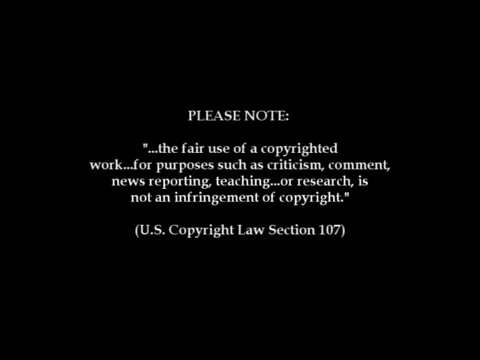 PLEASE NOTE:
"...the fair use of a copyrighted
work...for purposes such as criticism, comment,
news reporting, teaching...or research, is
not an infringement of copyright."
(U.S. Copyright Law Section 107)